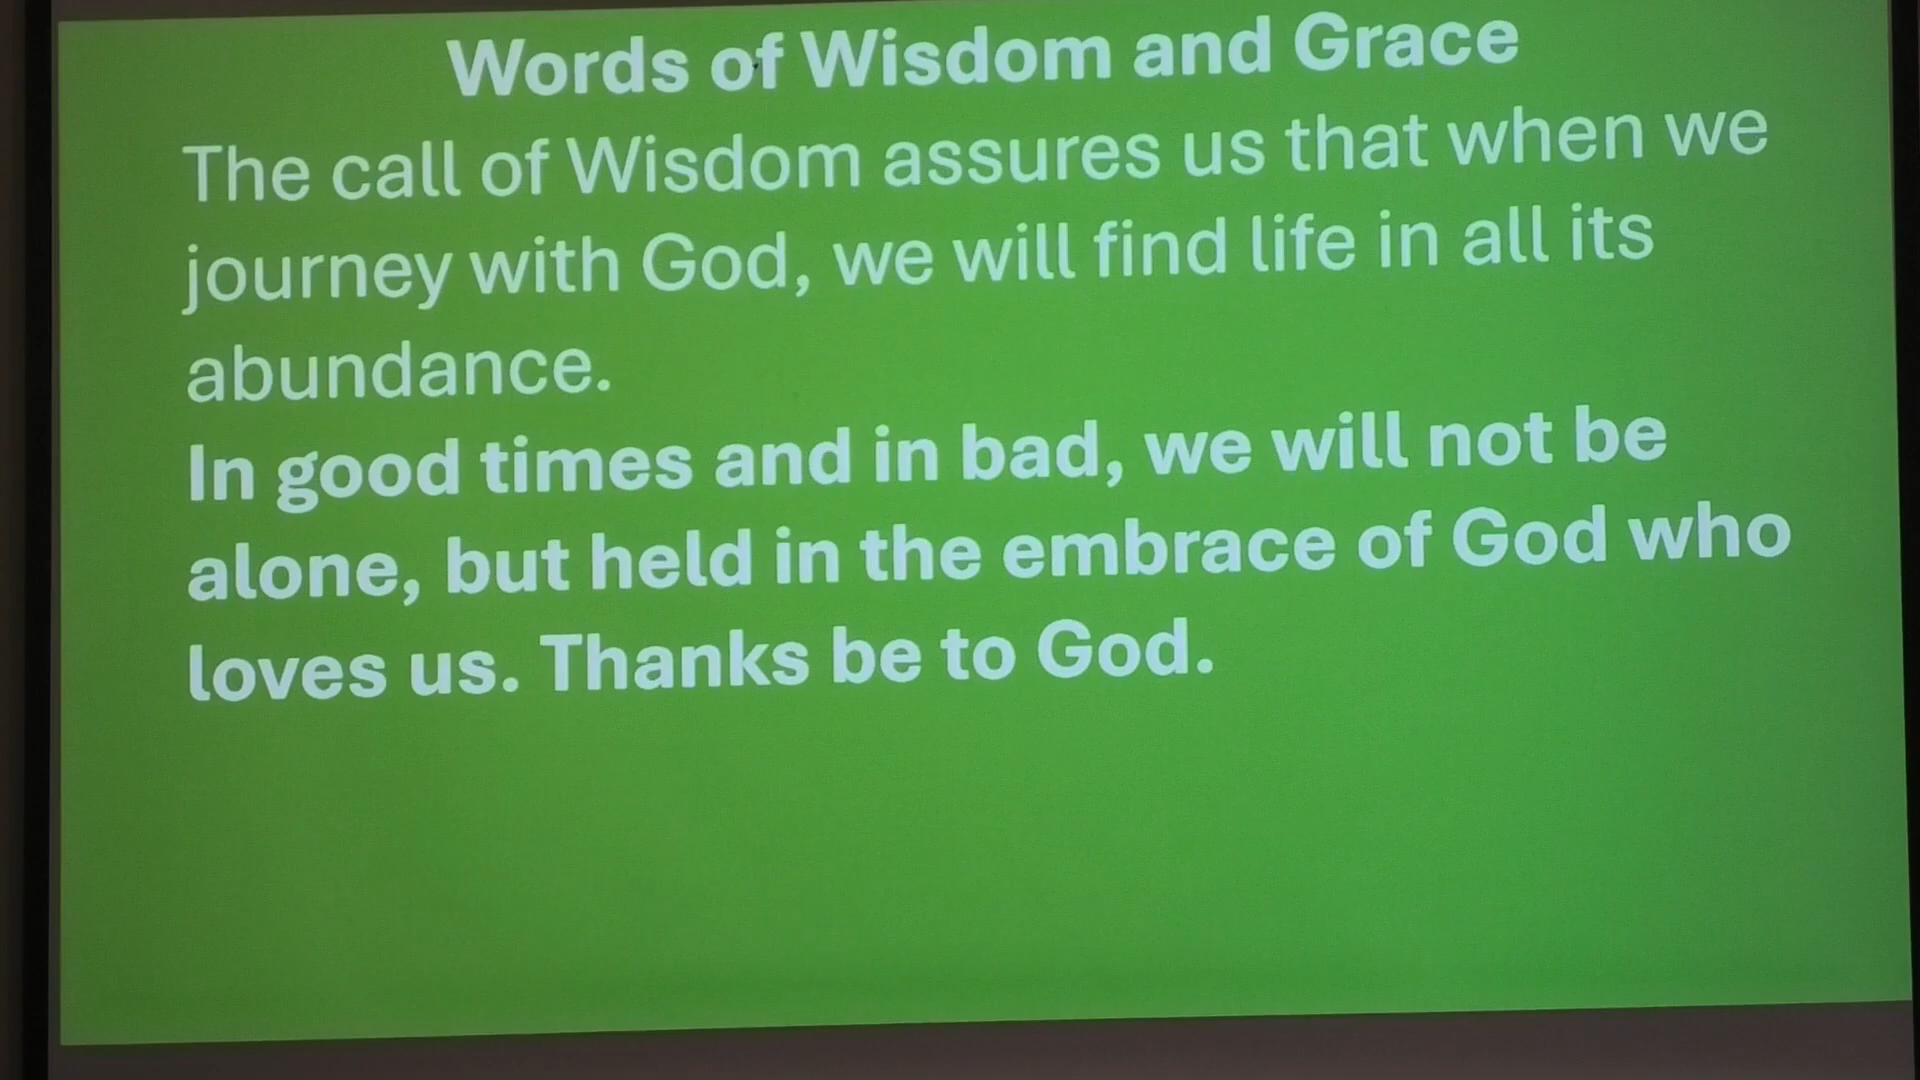 Words of Wisdom and Grace
The call of Wisdom assures us that when we
journey with God, we will find life in all its
abundance.
In good times and in bad, we will not be
alone, but held in the embrace of God who
loves us. Thanks be to God.